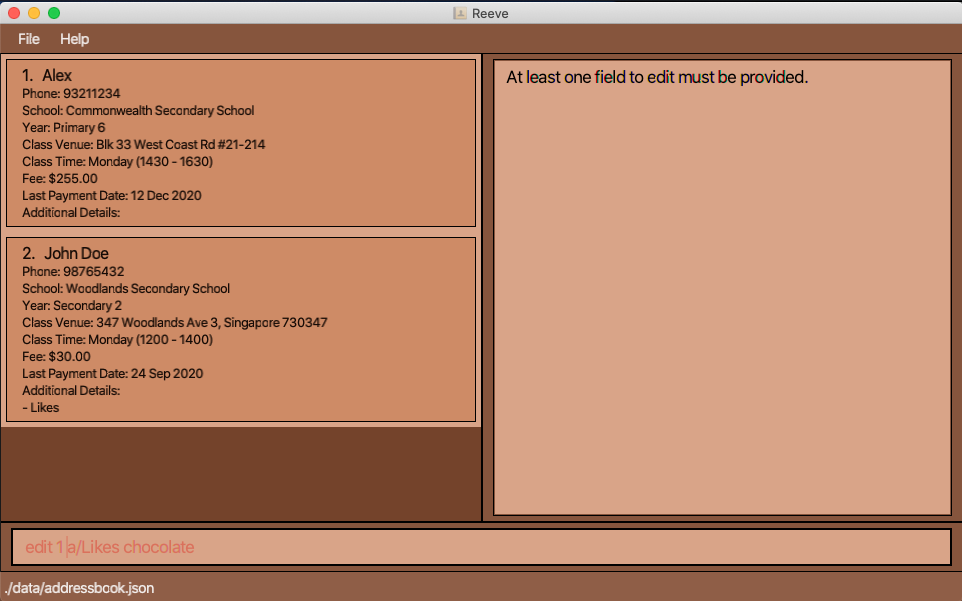 Reeve
File Help
1. Alex
Phone: 93211234
School: Commonwealth Secondary School
Year: Primary 6
Class Venue: Blk 33 West Coast Rd #21-214
Class Time: Monday (1430 - 1630)
Fee: $255.00
Last Payment Date: 12 Dec 2020
Additional Details:
2. John Doe
Phone: 98765432
School: Woodlands Secondary School
Year: Secondary 2
Class Venue: 347 Woodlands Ave 3, Singapore 730347
Class Time: Monday (1200 - 1400)
Fee: $30.00
Last Payment Date: 24 Sep 2020
Additional Details:
- Likes
At least one field to edit must be provided.
edit 1 a/Likes chocolate
./data/addressbook.json